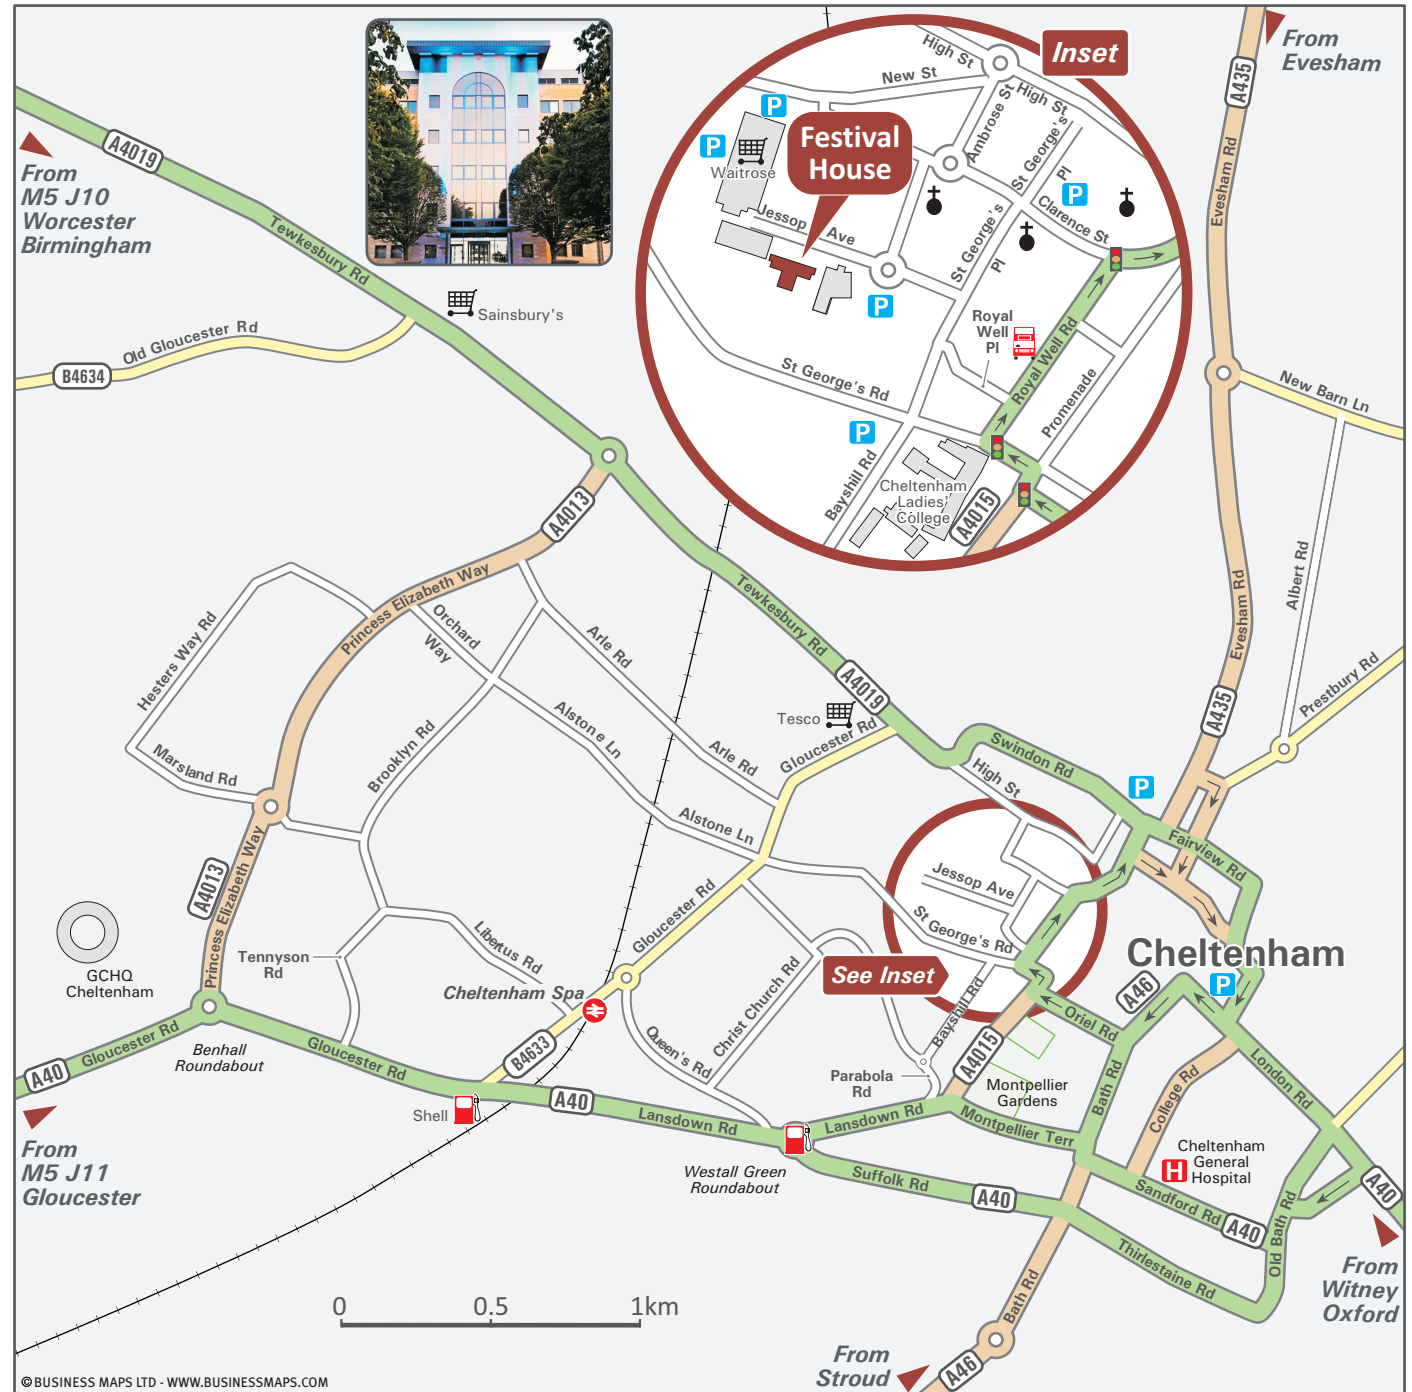 Inset
From
Evesham
A435
Evesham Rd
High St
New St
High St
Ambrose St
St George's
Pl
P
P
Waitrose
Festival
House
P
Clarence St
Jessop Ave
St George's
Pl
P
Royal
Well
Pl
Royal Well Rd
Promenade
St George's Rd
P
Bayshill Rd
Cheltenham
Ladies'
College
A4015
A4019
From
M5 J10
Worcester
Birmingham
Tewkesbury Rd
Sainsbury's
Old Gloucester Rd
B4634
New Barn Ln
Albert Rd
Evesham Rd
Prestbury Rd
A435
A4013
Princess Elizabeth Way
Orchard
Way
Arle Rd
Tewkesbury Rd
A4019
Hesters Way Rd
Marsland Rd
Brooklyn Rd
Alstone Ln
Arle Rd
Tesco
Gloucester Rd
Swindon Rd
High St
P
Alstone Ln
Fairview Rd
Jessop Ave
St George's Rd
See Inset
Cheltenham
P
A46
A4013
Princess Elizabeth Way
GCHQ
Cheltenham
Tennyson
Rd
Libertus Rd
Gloucester Rd
Cheltenham Spa
Christ Church Rd
Queen's Rd
Bayshill Rd
Oriel Rd
A4015
Parabola
Rd
Montpellier
Gardens
Bath Rd
College Rd
London Rd
A40
Gloucester Rd
Benhall
Roundabout
Gloucester Rd
B4633
Shell
A40
Lansdown Rd
Lansdown Rd
Montpellier Terr
Westall Green
Roundabout
Suffolk Rd
A40
Cheltenham
General
Hospital
H
Sandford Rd
A40
Old Bath Rd
A40
Thirlestaine Rd
From
M5 J11
Gloucester
From
Witney
Oxford
Bath Rd
A46
From
Stroud
0 0.5 1km
©BUSINESS MAPS LTD - WWW.BUSINESSMAPS.COM